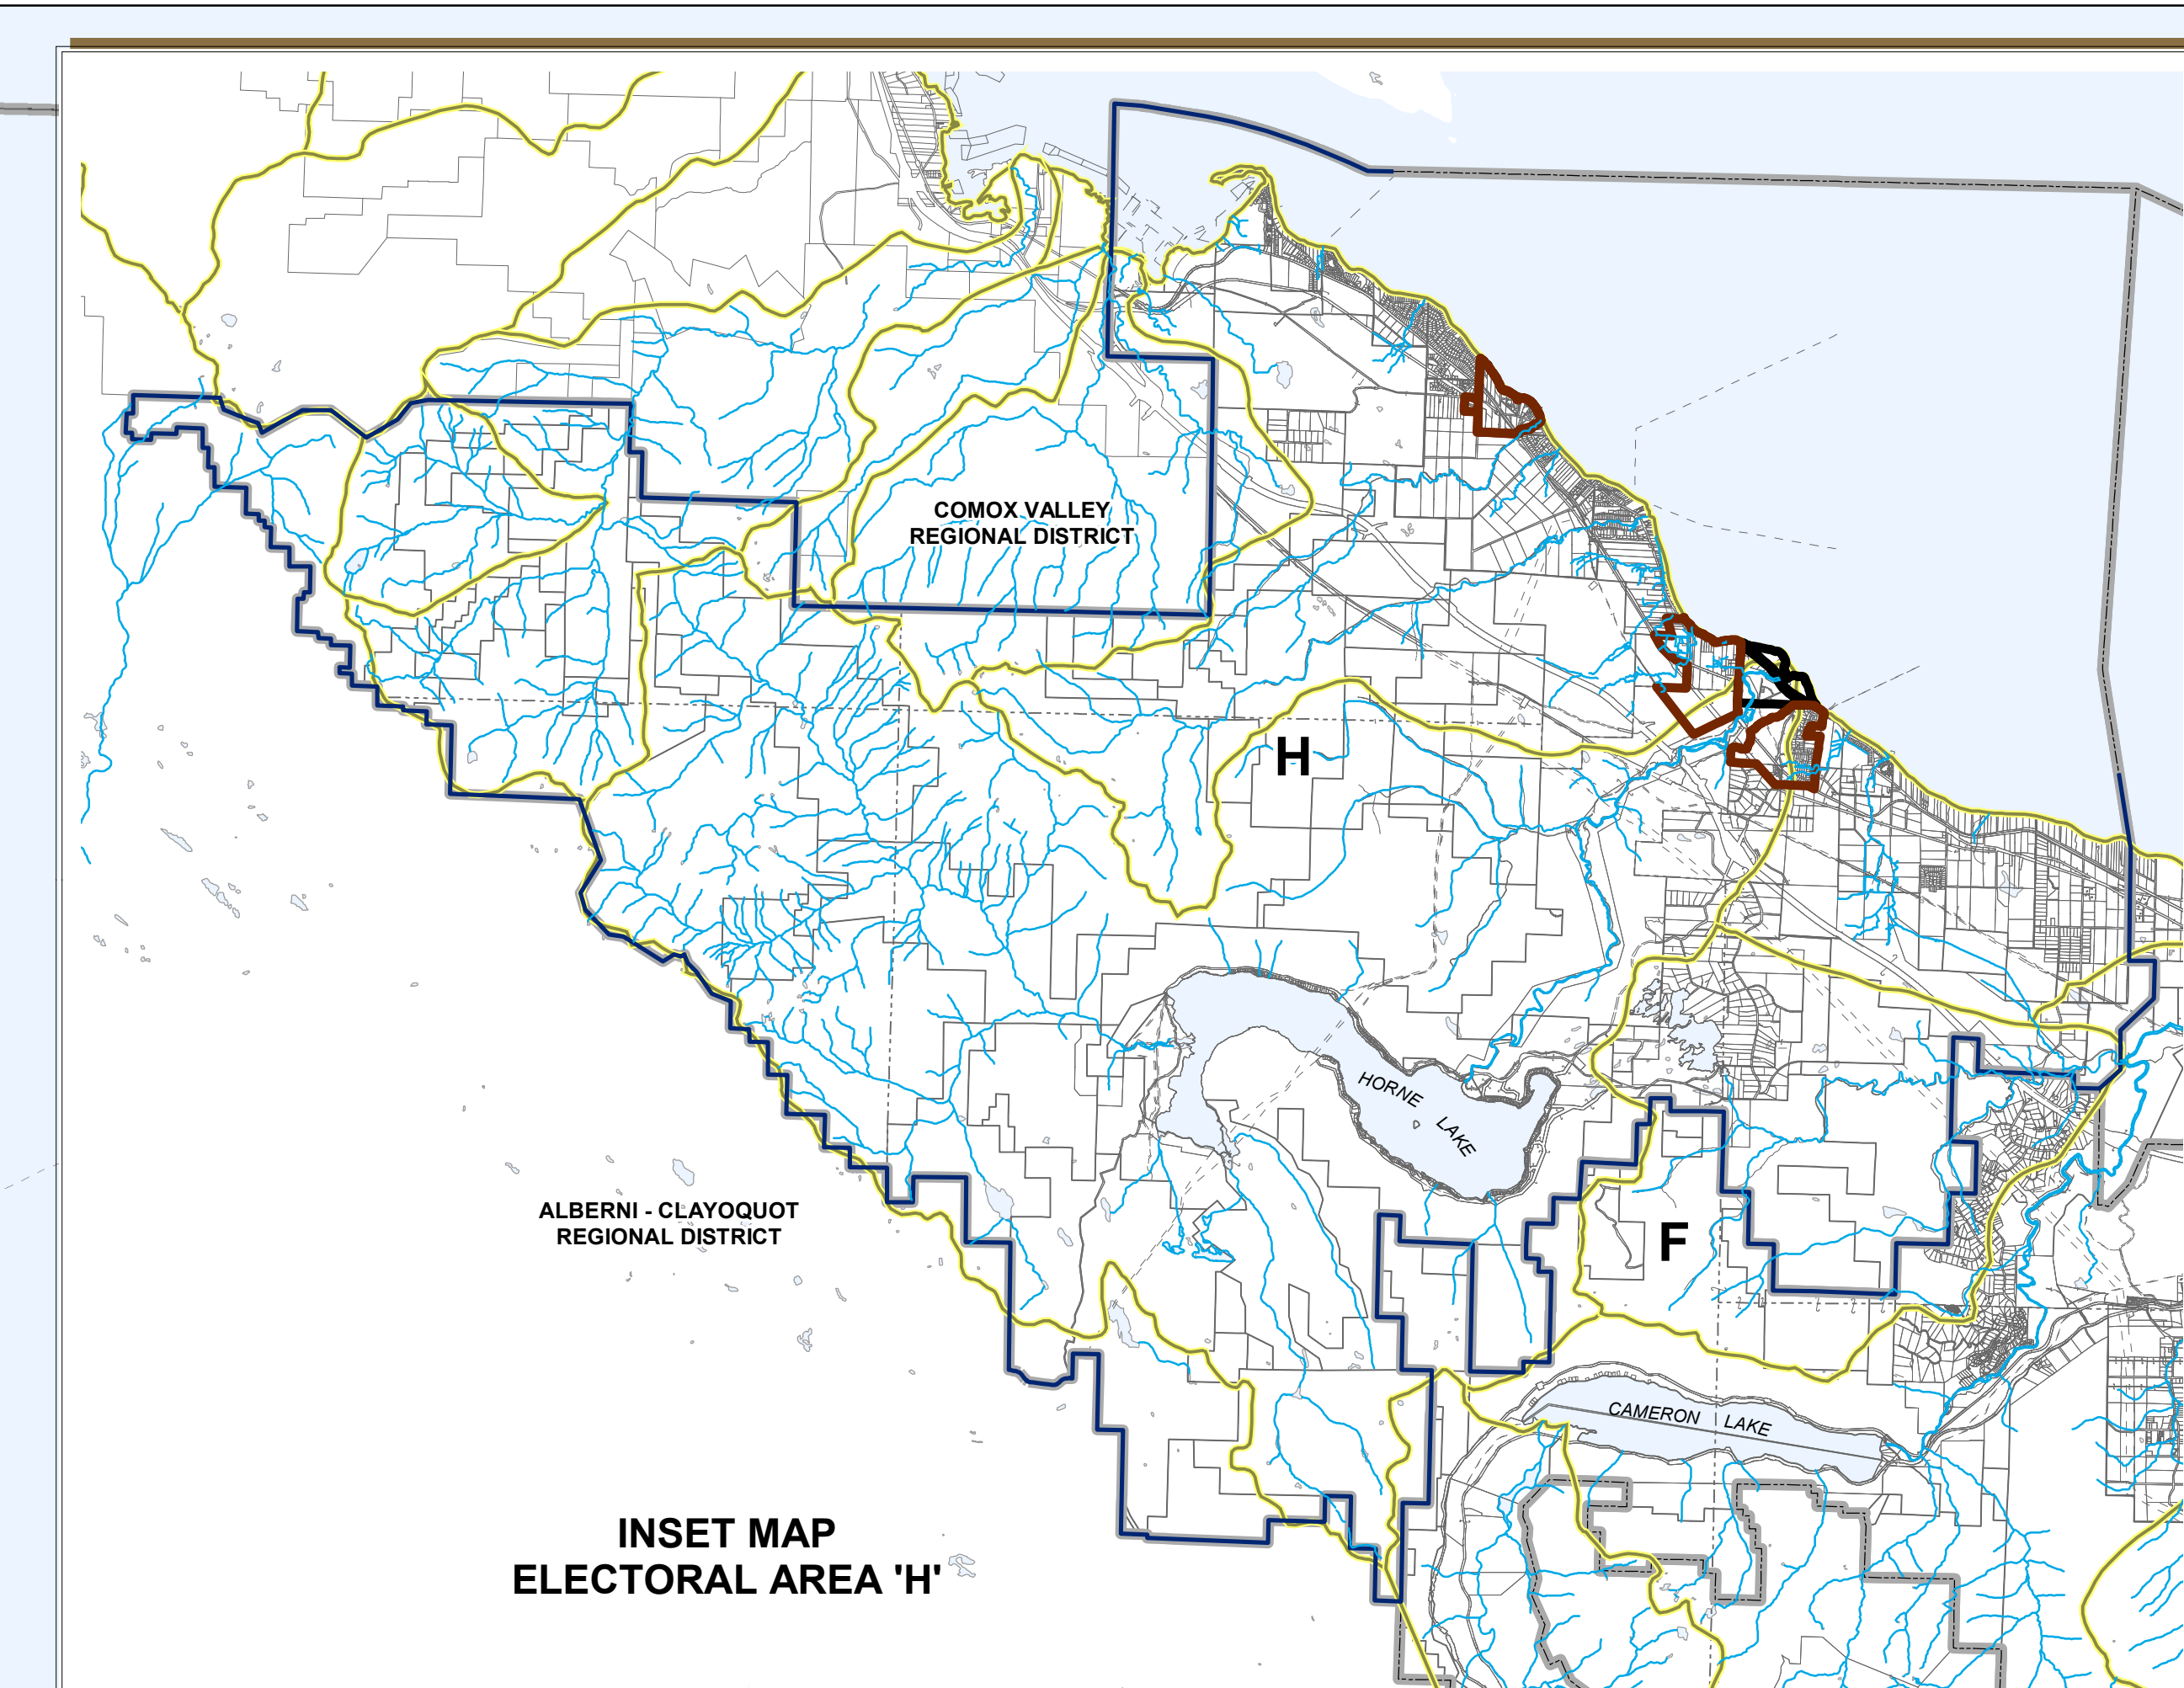 COMOX VALLEY
REGIONAL DISTRICT
H
HORNE LAKE
ALBERNI - CLAYOQUOT
REGIONAL DISTRICT
F
CAMERON LAKE
INSET MAP
ELECTORAL AREA 'H'